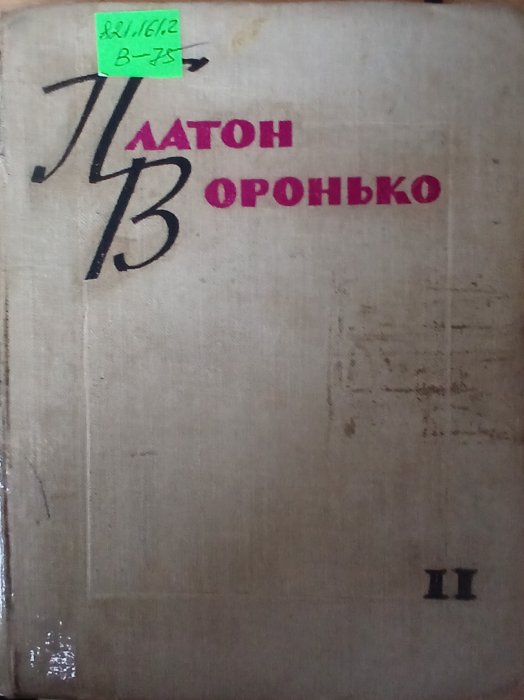 821.161.2
В-75
Платон
Воронько
II